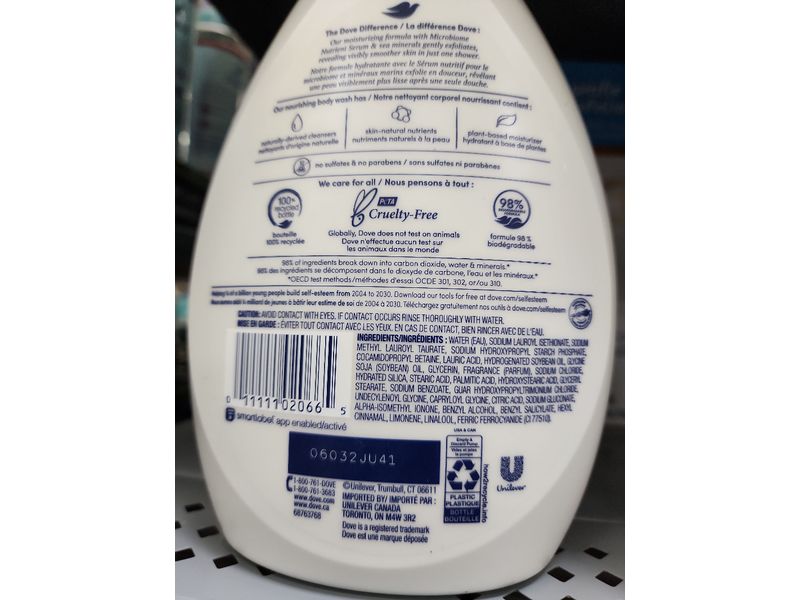 The Dove Difference / La différence Dove :
Our moisturizing formula with Microbiome
Nutrient Serum & sea minerals gently exfoliates,
revealing visibly smoother skin in just one shower.
Notre formule hydratante avec le Sérum nutritif pour le
microbiome et minéraux marins exfolie en douceur, révélant
une peau visiblement plus lisse après une seule douche.
Our nourishing body wash has / Notre nettoyant corporel nourrissant contient :
naturally-derived cleansers
nettoyants d'origine naturelle
skin-natural nutrients
nutriments naturels à la peau
plant-based moisturizer
hydratant à base de plantes
no sulfates & no parabens / sans sulfates ni parabènes
We care for all / Nous pensons à tout :
100%
recycled
bottle
bouteille
100% recyclée
PETA
Cruelty-Free
Globally, Dove does not test on animals
Dove n'effectue aucun test sur
les animaux dans le monde
98%
BIODEGRADABLE
FORMULA
formule 98 %
biodégradable
98% of ingredients break down into carbon dioxide, water & minerals.*
98% des ingrédients se décomposent dans le dioxyde de carbone, l'eau et les minéraux.*
*OECD test methods/méthodes d'essai OCDE 301, 302, or/ou 310.
of a billion young people build self-esteem from 2004 to 2030. Download our tools for free at dove.com/selfesteem
milliard de jeunes à bâtir leur estime de soi de 2004 à 2030. Téléchargez gratuitement nos outils à dove.com/selfesteem
CAUTION: AVOID CONTACT WITH EYES. IF CONTACT OCCURS RINSE THOROUGHLY WITH WATER.
MISE EN GARDE : ÉVITER TOUT CONTACT AVEC LES YEUX. EN CAS DE CONTACT, BIEN RINCER AVEC DE L'EAU.
INGREDIENTS/INGRÉDIENTS : WATER (EAU), SODIUM LAUROYL ISETHIONATE, SODIUM
METHYL LAUROYL TAURATE, SODIUM HYDROXYPROPYL STARCH PHOSPHATE,
COCAMIDOPROPYL BETAINE, LAURIC ACID, HYDROGENATED SOYBEAN OIL, GLYCINE
SOJA (SOYBEAN) OIL, GLYCERIN, FRAGRANCE (PARFUM), SODIUM CHLORIDE,
HYDRATED SILICA, STEARIC ACID, PALMITIC ACID, HYDROXYSTEARIC ACID, GLYCERYL
STEARATE, SODIUM BENZOATE, GUAR HYDROXYPROPYLTRIMONIUM CHLORIDE,
UNDECYLENOYL GLYCINE, CAPRYLOYL GLYCINE, CITRIC ACID, SODIUM GLUCONATE,
ALPHA-ISOMETHYL IONONE, BENZYL ALCOHOL, BENZYL SALICYLATE, HEXYL
CINNAMAL, LIMONENE, LINALOOL, FERRIC FERROCYANIDE (CI 77510).
0 11111 02066 5
smartlabel app enabled/activé
06032JU41
1-800-761-DOVE
1-800-761-3683
www.dove.com
www.dove.ca
68763768
©Unilever, Trumbull, CT 06611
IMPORTED BY/ IMPORTÉ PAR :
UNILEVER CANADA
TORONTO, ON M4W 3R2
Dove is a registered trademark
Dove est une marque déposée
USA & CAN
Empty &
Discard Pump
Videz et jetez
la pompe
PLASTIC
PLASTIQUE
BOTTLE
BOUTEILLE
how2recycle.info
Unilever